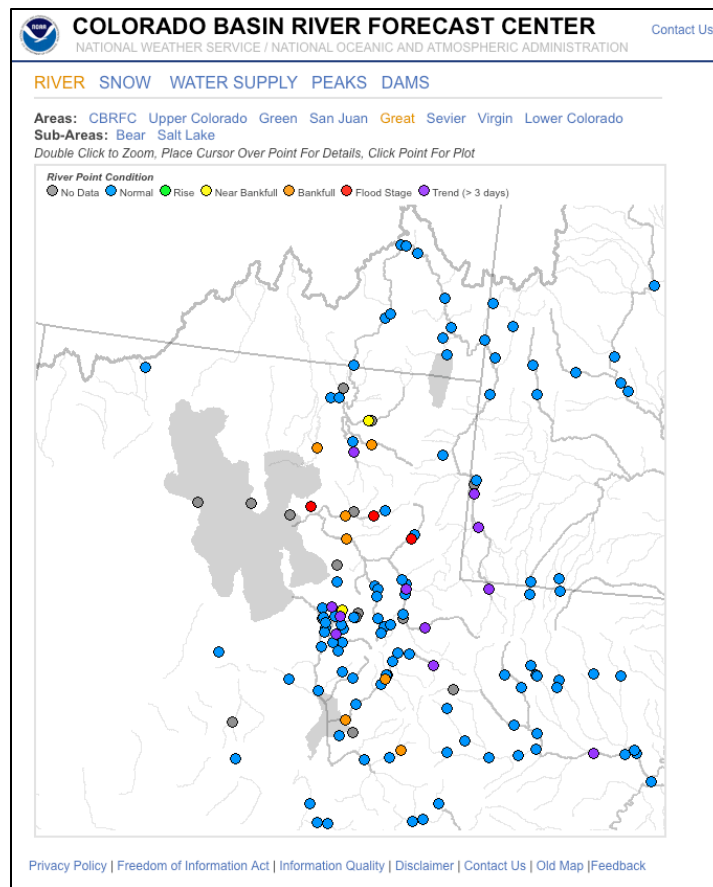 NOAA
COLORADO BASIN RIVER FORECAST CENTER
Contact Us
NATIONAL WEATHER SERVICE / NATIONAL OCEANIC AND ATMOSPHERIC ADMINISTRATION
RIVER SNOW WATER SUPPLY PEAKS DAMS
Areas: CBRFC Upper Colorado Green San Juan Great Sevier Virgin Lower Colorado
Sub-Areas: Bear Salt Lake
Double Click to Zoom, Place Cursor Over Point For Details, Click Point For Plot
River Point Condition
No Data Normal Rise Near Bankfull Bankfull Flood Stage Trend (> 3 days)
Privacy Policy | Freedom of Information Act | Information Quality | Disclaimer | Contact Us | Old Map |Feedback